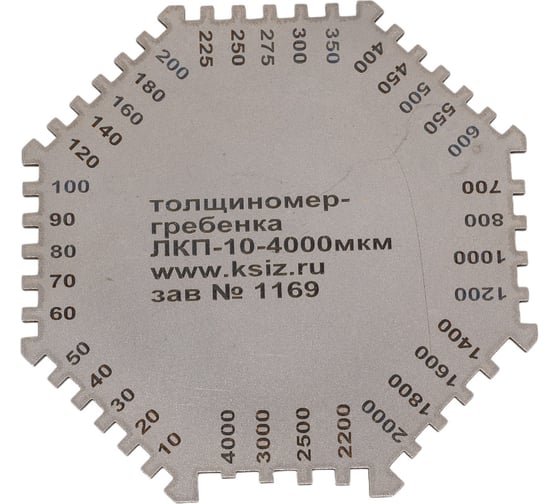 225 250 275 300 350
400 450 500 550 600
700 800 1000 1200
1400 1600 1800 2000
2200 2500 3000 4000
10 20 30 40 50
60 70 80 90 100
120 140 160 180 200
толщиномер-
гребенка
ЛКП-10-4000мкм
www.ksiz.ru
зав № 1169